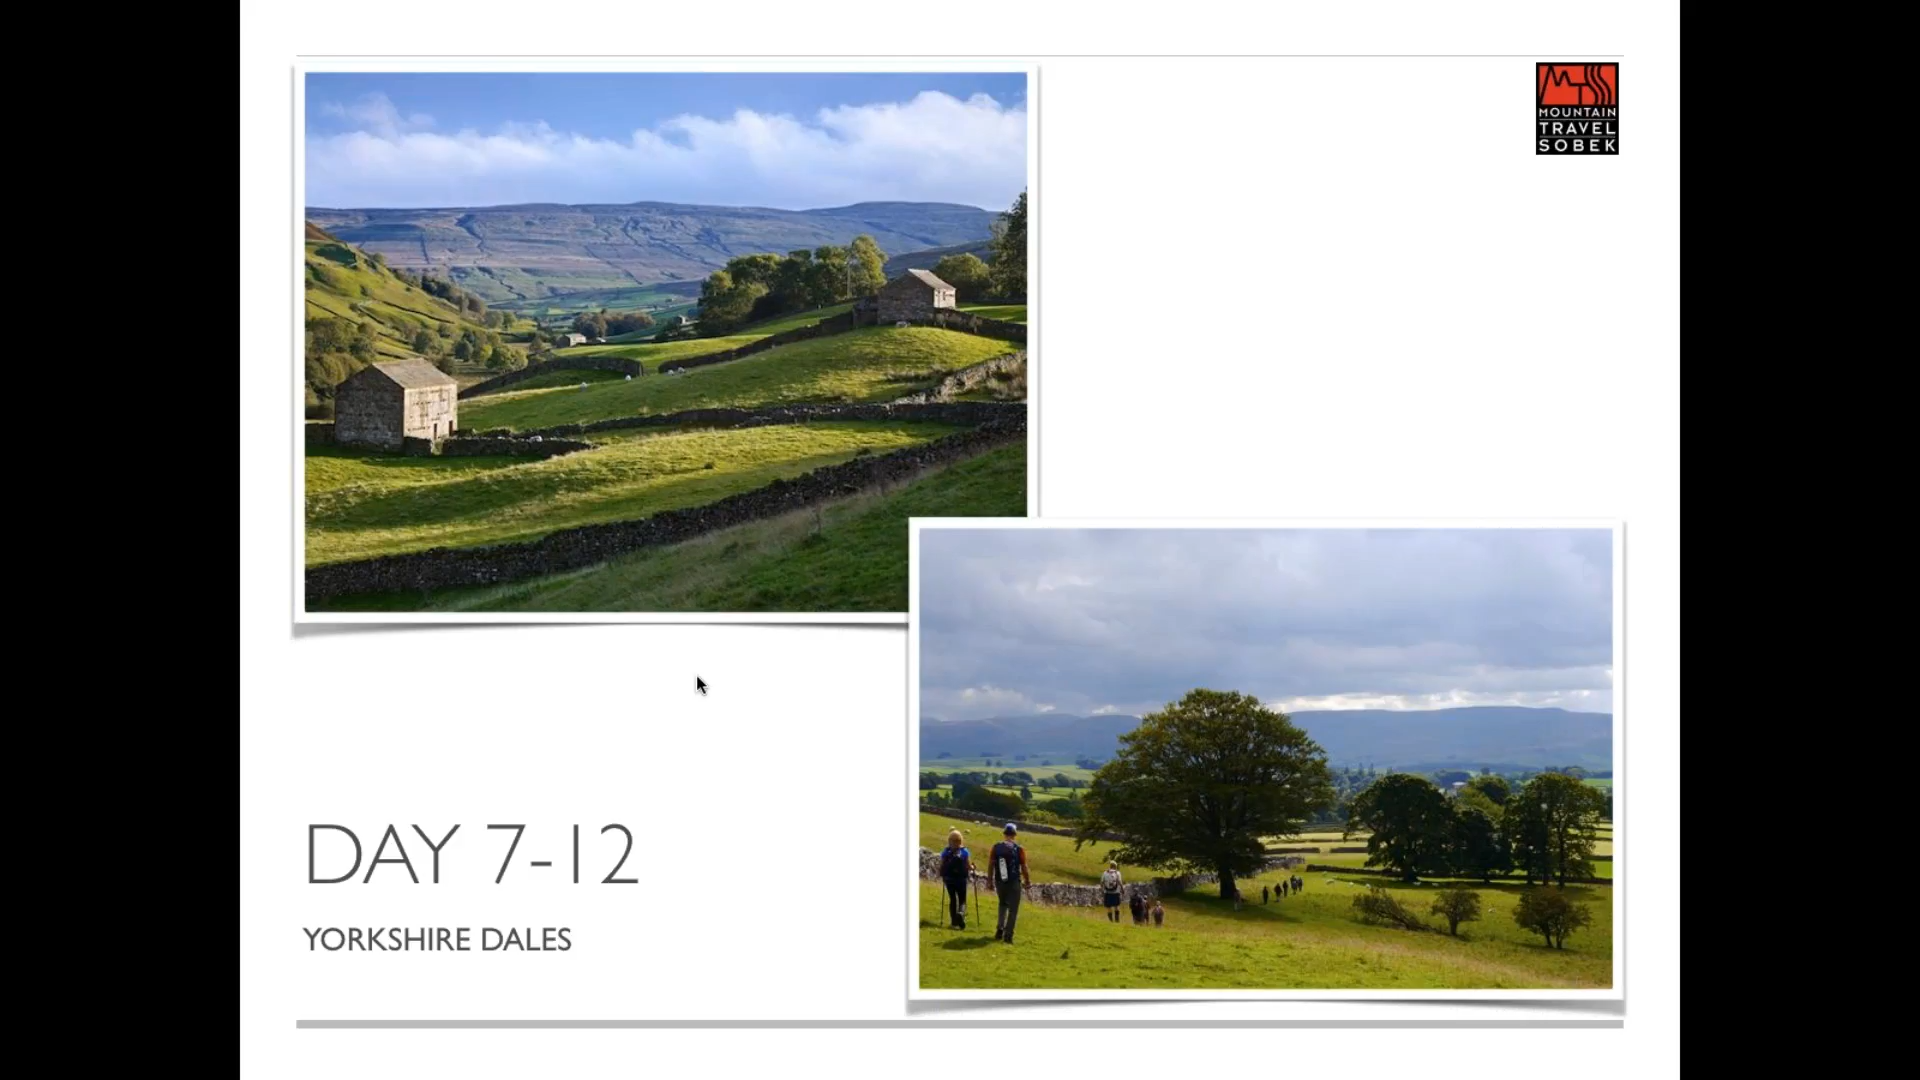 MOUNTAIN
TRAVEL
SOBEK
DAY 7-12
YORKSHIRE DALES